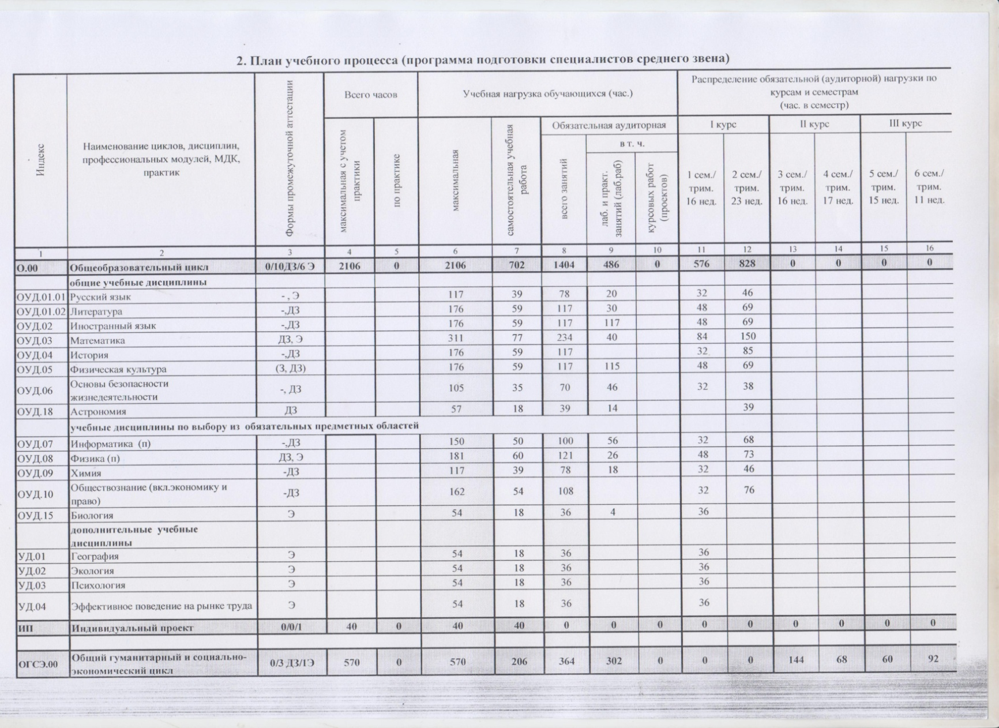 2. План учебного процесса (программа подготовки специалистов среднего звена)
Индекс
Наименование циклов, дисциплин,
профессиональных модулей, МДК,
практик
Формы промежуточной аттестации
Всего часов
Учебная нагрузка обучающихся (час.)
Распределение обязательной (аудиторной) нагрузки по
курсам и семестрам
(час. в семестр)
максимальная с учетом
практики
по практике
максимальная
самостоятельная учебная
работа
Обязательная аудиторная
всего занятий
в т. ч.
лаб. и практ.
занятий (лаб.раб)
курсовых работ
(проектов)
I курс II курс III курс
1 сем./
трим.
16 нед.
2 сем./
трим.
23 нед.
3 сем./
трим.
16 нед.
4 сем./
трим.
17 нед.
5 сем./
трим.
15 нед.
6 сем./
трим.
11 нед.
1 2 3 4 5 6 7 8 9 10 11 12 13 14 15 16
О.00 Общеобразовательный цикл 0/10ДЗ/6 Э 2106 0 2106 702 1404 486 0 576 828 0 0 0 0
общие учебные дисциплины
ОУД.01.01 Русский язык - , Э 117 39 78 20 32 46
ОУД.01.02 Литература -,ДЗ 176 59 117 30 48 69
ОУД.02 Иностранный язык -,ДЗ 176 59 117 117 48 69
ОУД.03 Математика ДЗ, Э 311 77 234 40 84 150
ОУД.04 История -,ДЗ 176 59 117 32 85
ОУД.05 Физическая культура (З, ДЗ) 176 59 117 115 48 69
ОУД.06 Основы безопасности
жизнедеятельности -, ДЗ 105 35 70 46 32 38
ОУД.18 Астрономия ДЗ 57 18 39 14 39
учебные дисциплины по выбору из обязательных предметных областей
ОУД.07 Информатика (п) -,ДЗ 150 50 100 56 32 68
ОУД.08 Физика (п) ДЗ, Э 181 60 121 26 48 73
ОУД.09 Химия -ДЗ 117 39 78 18 32 46
ОУД.10 Обществознание (вкл.экономику и
право) -ДЗ 162 54 108 32 76
ОУД.15 Биология Э 54 18 36 4 36
дополнительные учебные
дисциплины
УД.01 География Э 54 18 36 36
УД.02 Экология Э 54 18 36 36
УД.03 Психология Э 54 18 36 36
УД.04 Эффективное поведение на рынке труда Э 54 18 36 36
ИП Индивидуальный проект 0/0/1 40 0 40 40 0 0 0 0 0 0 0 0 0
ОГСЭ.00 Общий гуманитарный и социально-
экономический цикл 0/3 ДЗ/1Э 570 0 570 206 364 302 0 0 0 144 68 60 92